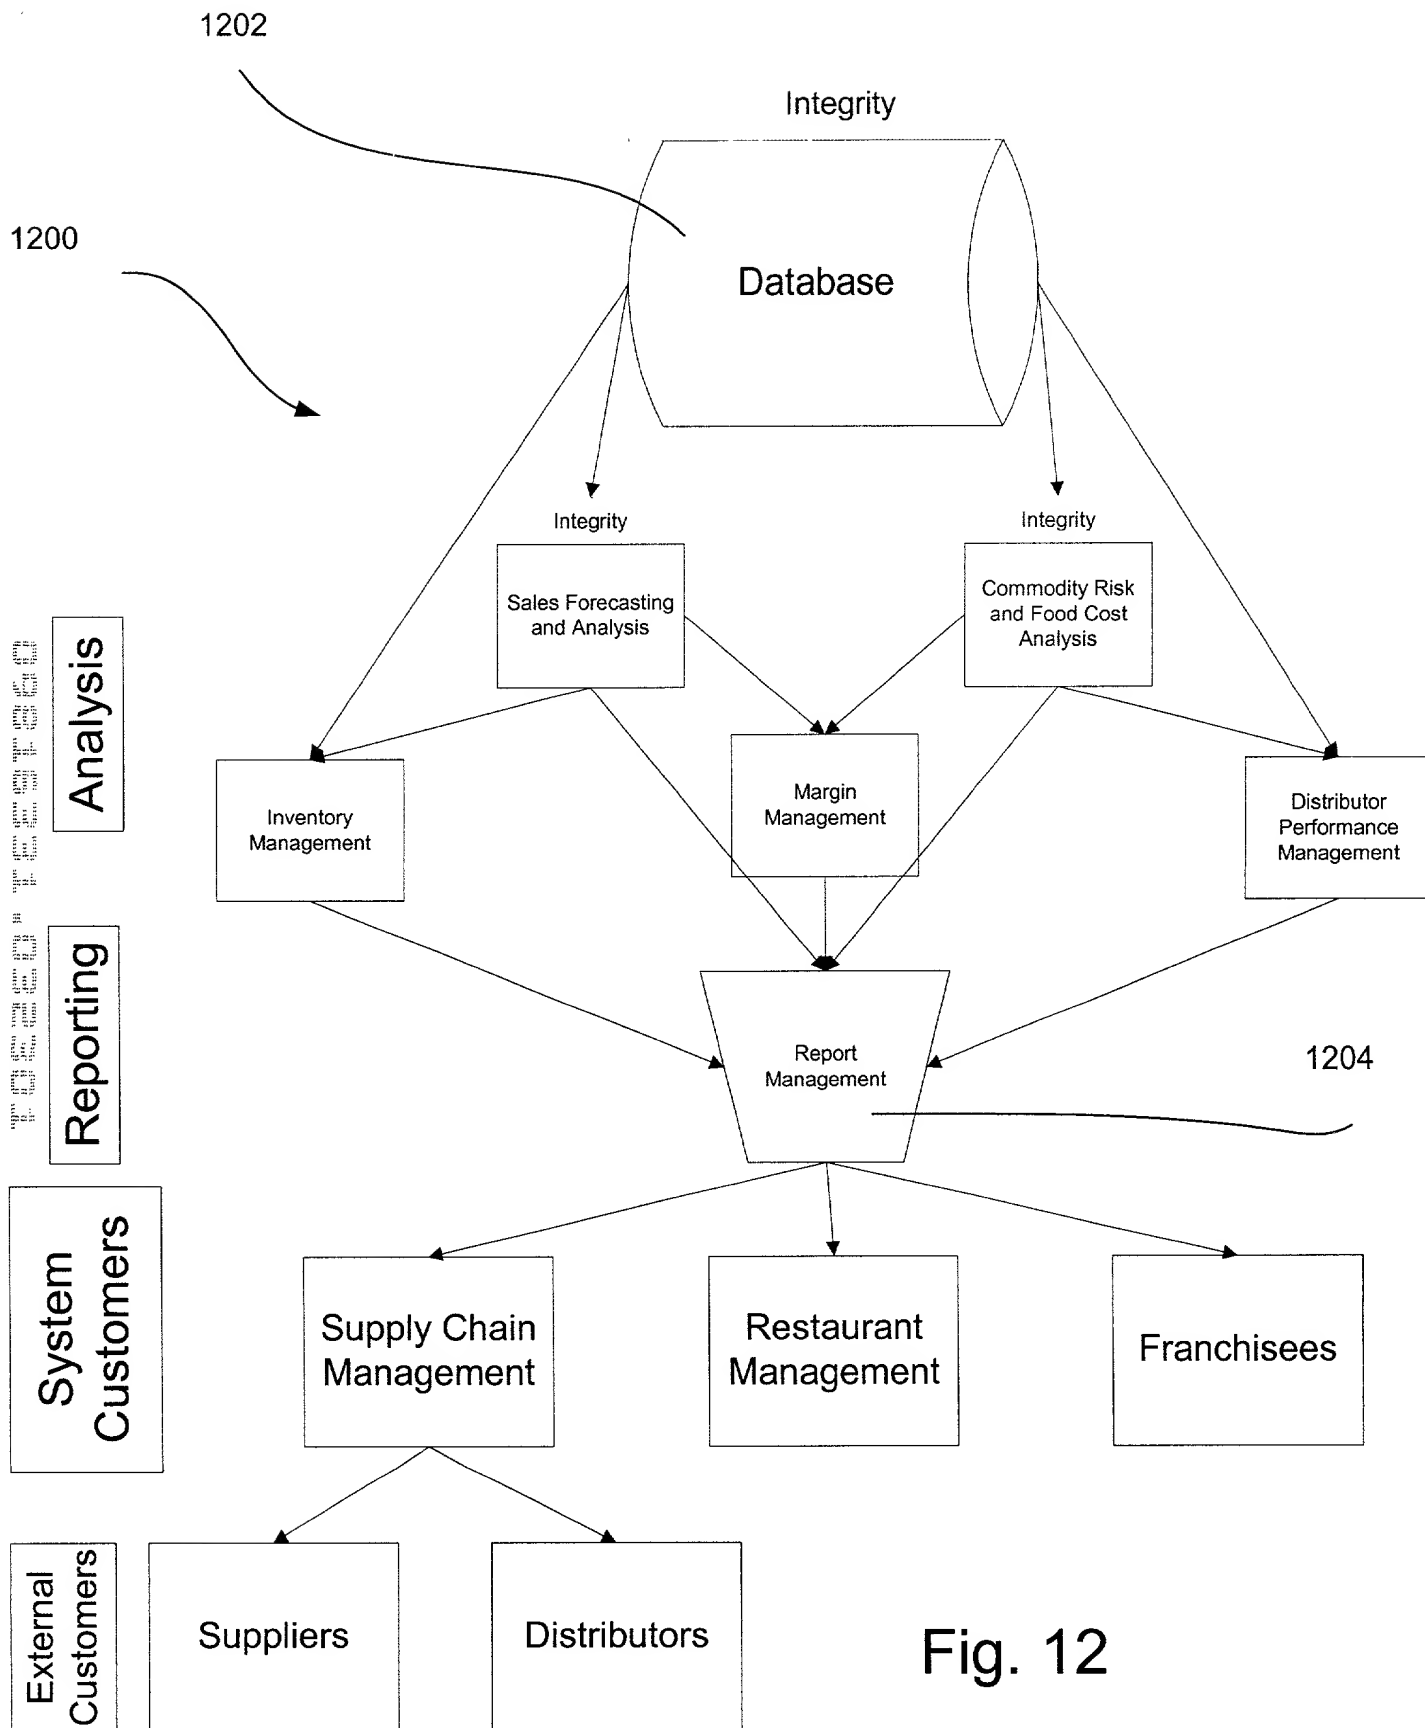 1202
Integrity
Database
1200
Integrity
Integrity
Sales Forecasting
and Analysis
Commodity Risk
and Food Cost
Analysis
Analysis
Inventory
Management
Margin
Management
Distributor
Performance
Management
Reporting
Report
Management
1204
System
Customers
Supply Chain
Management
Restaurant
Management
Franchisees
External
Customers
Suppliers
Distributors
Fig. 12